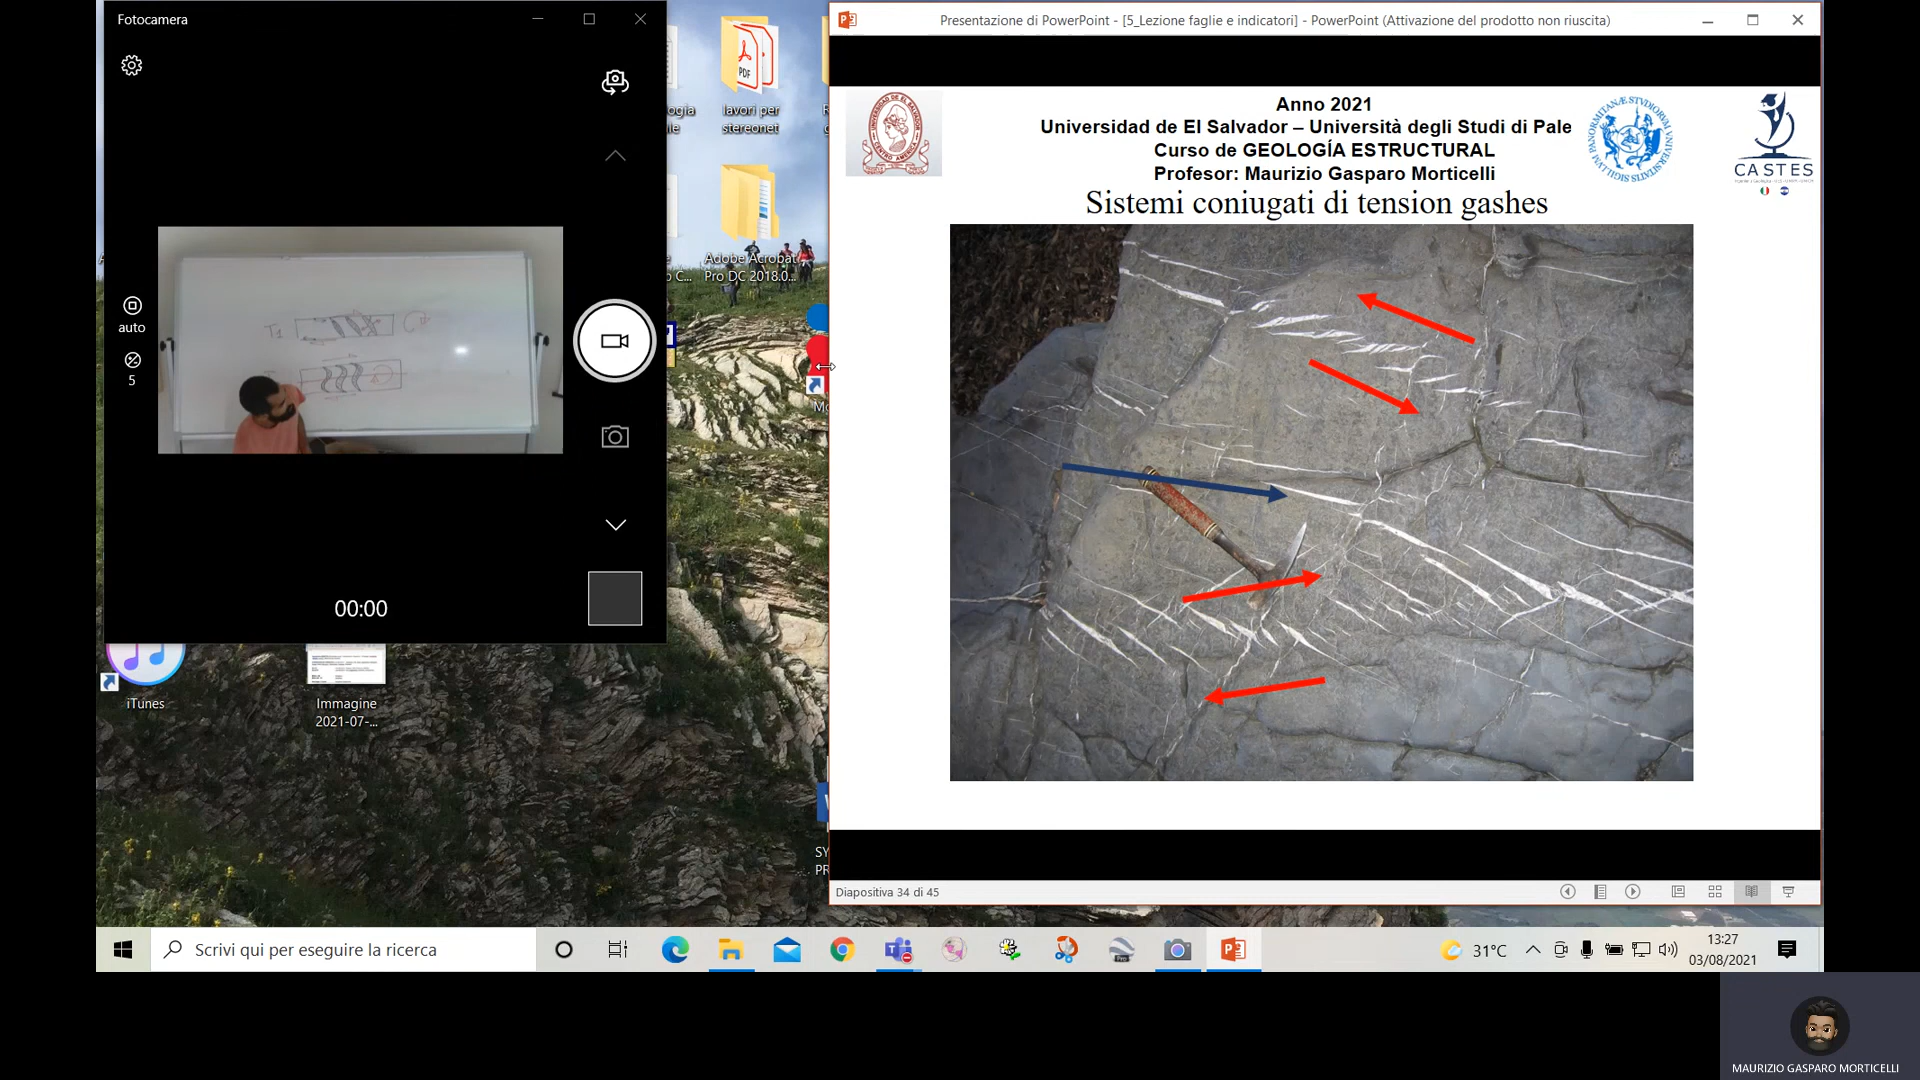 Fotocamera
auto
5
00:00
lavori per
stereonet
Adobe Acrobat
Pro DC 2018.0...
iTunes
Immagine
2021-07-...
Presentazione di PowerPoint - [5_Lezione faglie e indicatori] - PowerPoint (Attivazione del prodotto non riuscita)
Anno 2021
Universidad de El Salvador – Università degli Studi di Pale
Curso de GEOLOGÍA ESTRUCTURAL
Profesor: Maurizio Gasparo Morticelli
Sistemi coniugati di tension gashes
CASTES
Diapositiva 34 di 45
Scrivi qui per eseguire la ricerca
31°C
13:27
03/08/2021
MAURIZIO GASPARO MORTICELLI